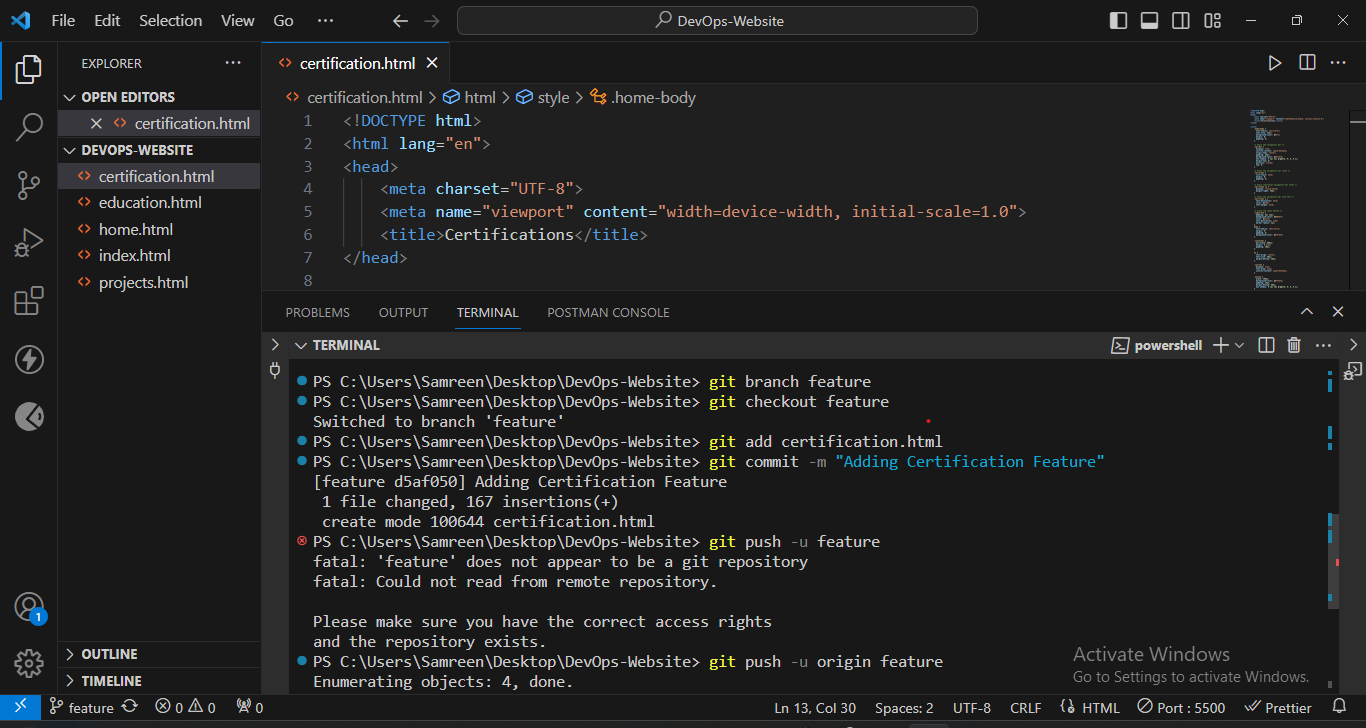 File Edit Selection View Go ··· DevOps-Website
EXPLORER ···
OPEN EDITORS
certification.html
DEVOPS-WEBSITE
certification.html
education.html
home.html
index.html
projects.html
OUTLINE
TIMELINE
1
certification.html
certification.html > html > style > .home-body
1 <!DOCTYPE html>
2 <html lang="en">
3 <head>
4 <meta charset="UTF-8">
5 <meta name="viewport" content="width=device-width, initial-scale=1.0">
6 <title>Certifications</title>
7 </head>
8
PROBLEMS OUTPUT TERMINAL POSTMAN CONSOLE
TERMINAL powershell
PS C:\Users\Samreen\Desktop\DevOps-Website> git branch feature
PS C:\Users\Samreen\Desktop\DevOps-Website> git checkout feature
Switched to branch 'feature'
PS C:\Users\Samreen\Desktop\DevOps-Website> git add certification.html
PS C:\Users\Samreen\Desktop\DevOps-Website> git commit -m "Adding Certification Feature"
[feature d5af050] Adding Certification Feature
1 file changed, 167 insertions(+)
create mode 100644 certification.html
PS C:\Users\Samreen\Desktop\DevOps-Website> git push -u feature
fatal: 'feature' does not appear to be a git repository
fatal: Could not read from remote repository.
Please make sure you have the correct access rights
and the repository exists.
PS C:\Users\Samreen\Desktop\DevOps-Website> git push -u origin feature
Enumerating objects: 4, done.
Activate Windows
Go to Settings to activate Windows.
feature 0 0 0 Ln 13, Col 30 Spaces: 2 UTF-8 CRLF HTML Port : 5500 Prettier